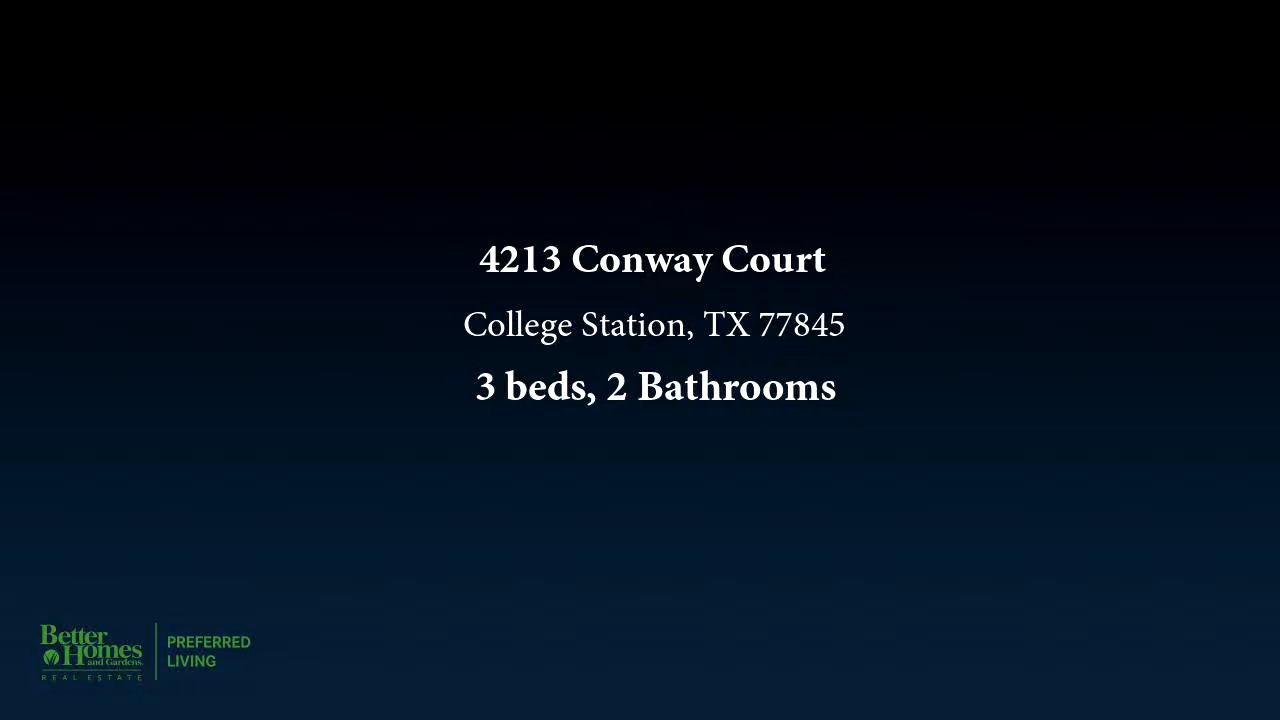 4213 Conway Court
College Station, TX 77845
3 beds, 2 Bathrooms
Better
Homes
and Gardens.
REAL ESTATE
PREFERRED
LIVING